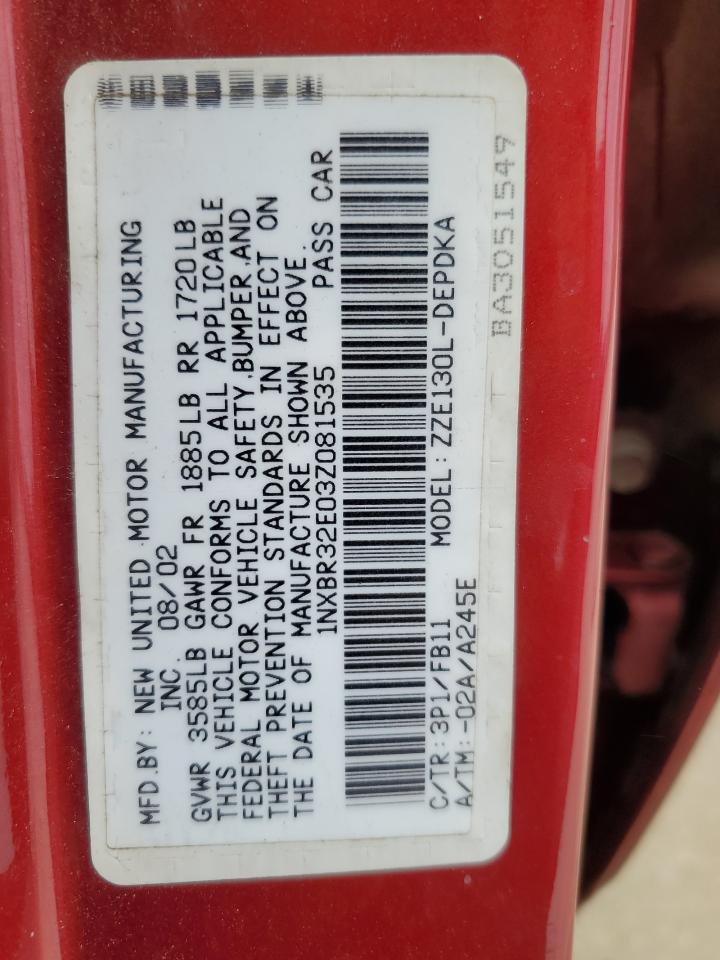 MFD.BY: NEW UNITED MOTOR MANUFACTURING
INC. 08/02
GVWR 3585LB GAWR FR 1885LB RR 1720LB
THIS VEHICLE CONFORMS TO ALL APPLICABLE
FEDERAL MOTOR VEHICLE SAFETY,BUMPER,AND
THEFT PREVENTION STANDARDS IN EFFECT ON
THE DATE OF MANUFACTURE SHOWN ABOVE.
1NXBR32E03Z081535 PASS CAR
C/TR:3P1/FB11 MODEL:ZZE130L-DEPDKA
A/TM:-02A/A245E
BA3051549